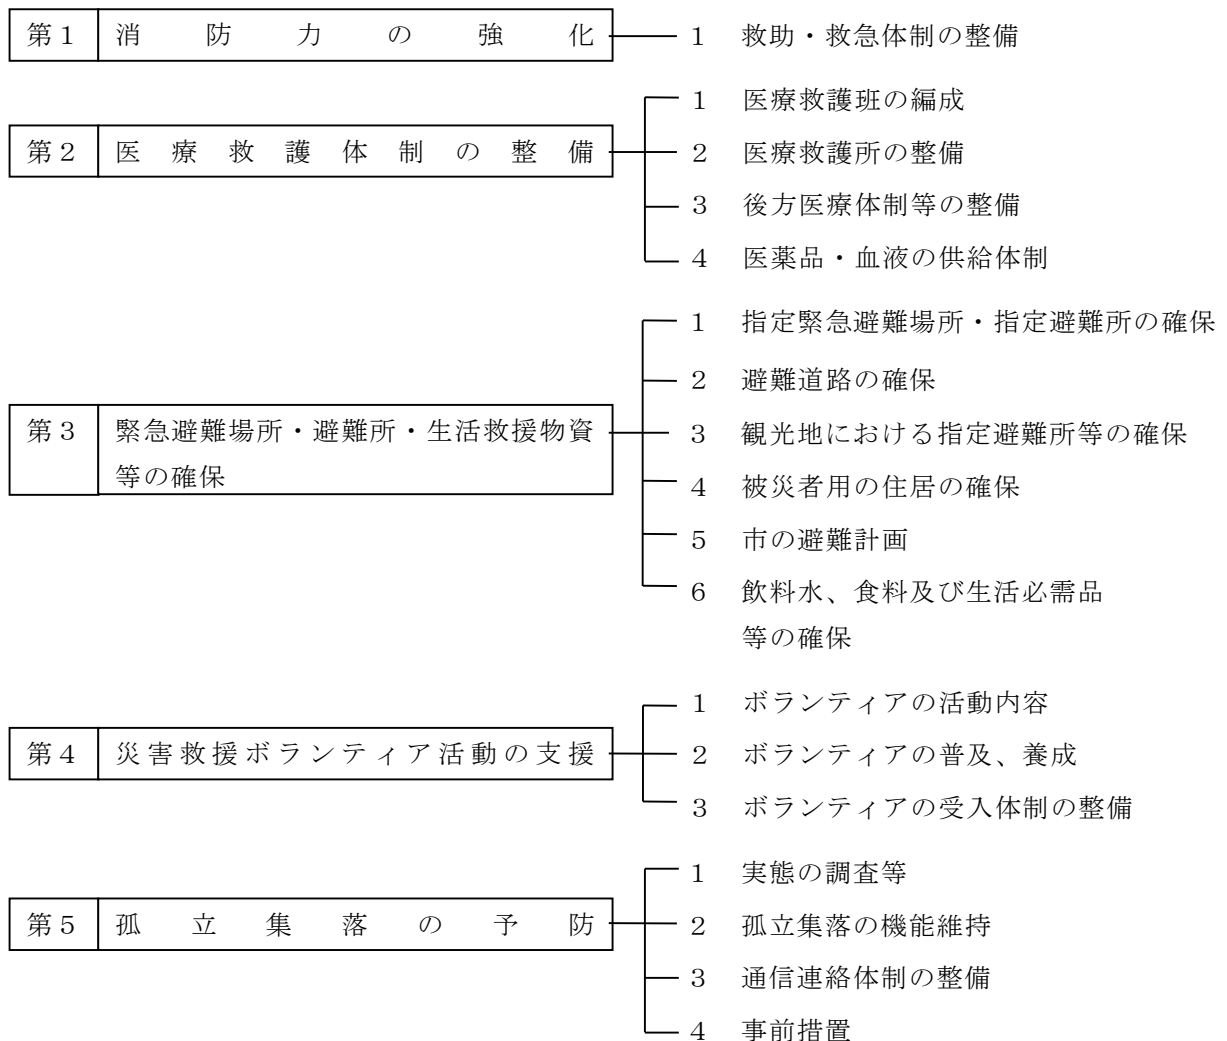 第１ 消防力の強化 １ 救助・救急体制の整備
第２ 医療救護体制の整備
１ 医療救護班の編成
２ 医療救護所の整備
３ 後方医療体制等の整備
４ 医薬品・血液の供給体制
第３ 緊急避難場所・避難所・生活救援物資
等の確保
１ 指定緊急避難場所・指定避難所の確保
２ 避難道路の確保
３ 観光地における指定避難所等の確保
４ 被災者用の住居の確保
５ 市の避難計画
６ 飲料水、食料及び生活必需品
等の確保
第４ 災害救援ボランティア活動の支援
１ ボランティアの活動内容
２ ボランティアの普及、養成
３ ボランティアの受入体制の整備
第５ 孤立集落の予防
１ 実態の調査等
２ 孤立集落の機能維持
３ 通信連絡体制の整備
４ 事前措置